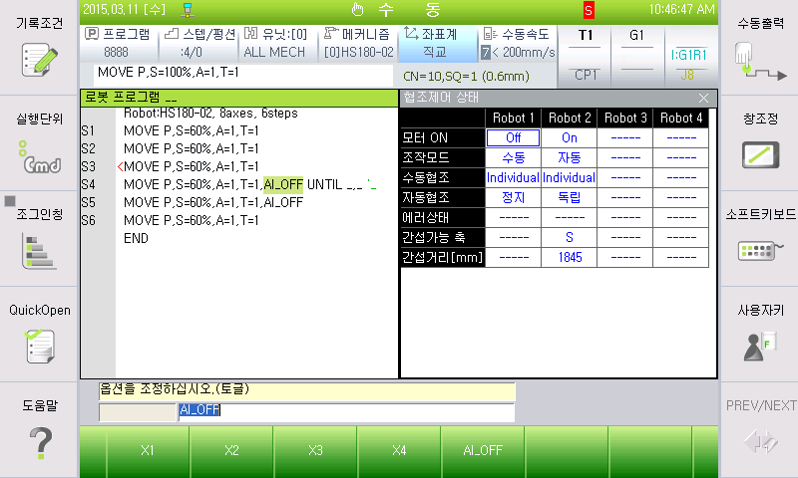 기록조건
2015.03.11 [수]
수 동
S
10:46:47 AM
수동출력
프로그램
8888
스텝/펑션
:4/0
유닛:[0]
ALL MECH
메커니즘
[0]HS180-02
좌표계
직교
수동속도
7< 200mm/s
T1
CP1
G1
I:G1R1
J8
MOVE P,S=100%,A=1,T=1
CN=10,SQ=1 (0.6mm)
로봇 프로그램 __
협조제어 상태
Robot:HS180-02, 8axes, 6steps
S1 MOVE P,S=60%,A=1,T=1
S2 MOVE P,S=60%,A=1,T=1
S3 <MOVE P,S=60%,A=1,T=1
S4 MOVE P,S=60%,A=1,T=1,AI_OFF UNTIL _,_ '_
S5 MOVE P,S=60%,A=1,T=1,AI_OFF
S6 MOVE P,S=60%,A=1,T=1
END
Robot 1 Robot 2 Robot 3 Robot 4
모터 ON Off On ----- -----
조작모드 수동 자동 ----- -----
수동협조 Individual Individual ----- -----
자동협조 정지 독립 ----- -----
에러상태 ----- ----- ----- -----
간섭가능 축 ----- S ----- -----
간섭거리[mm] ----- 1845 ----- -----
실행단위
Cmd
조그인칭
QuickOpen
도움말
?
창조정
소프트키보드
사용자키
F
PREV/NEXT
옵션을 조정하십시오.(토글)
AI_OFF
X1 X2 X3 X4 AI_OFF